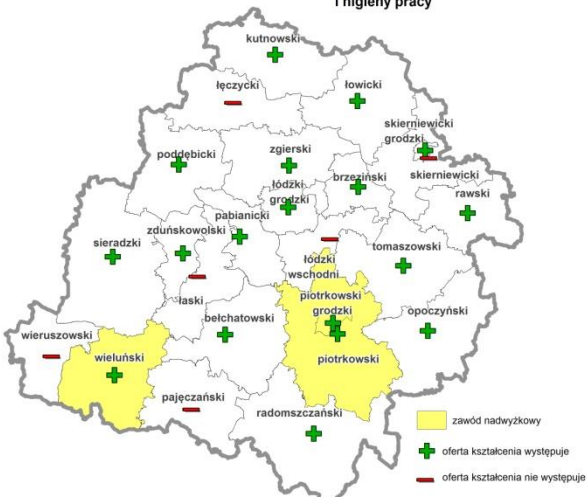 i higieny pracy
kutnowski
łęczycki
łowicki
skierniewicki
grodzki
poddębicki
zgierski
brzeziński
skierniewicki
łódzki
grodzki
rawski
pabianicki
zduńskowolski
sieradzki
tomaszowski
łódzki
wschodni
łaski
piotrkowski
grodzki
bełchatowski
opoczyński
wieruszowski
wieluński
piotrkowski
pajęczański
radomszczański
zawód nadwyżkowy
oferta kształcenia występuje
oferta kształcenia nie występuje